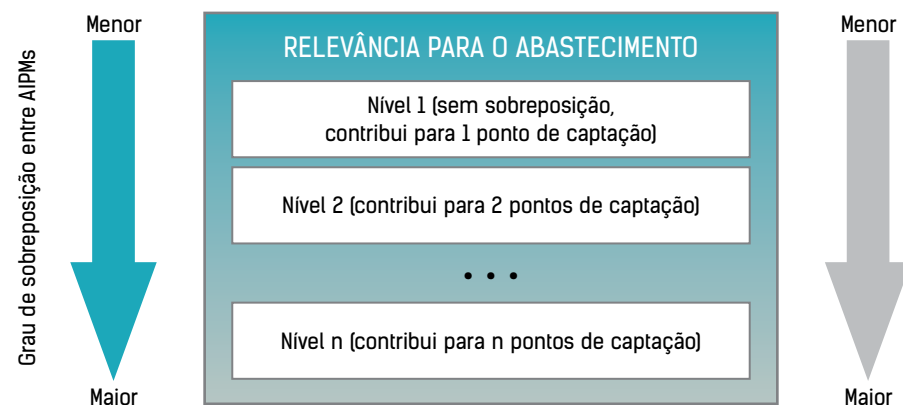 Menor
Grau de sobreposição entre AIPMs
Maior
RELEVÂNCIA PARA O ABASTECIMENTO
Nível 1 (sem sobreposição,
contribui para 1 ponto de captação)
Nível 2 (contribui para 2 pontos de captação)
• • •
Nível n (contribui para n pontos de captação)
Menor
Maior